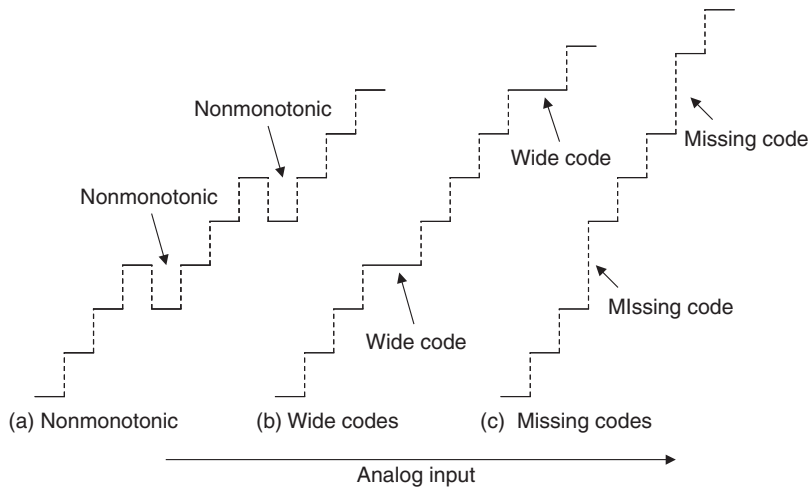 Nonmonotonic
Nonmonotonic
Wide code
Missing code
Wide code
MIssing code
(a) Nonmonotonic
(b) Wide codes
(c) Missing codes
Analog input